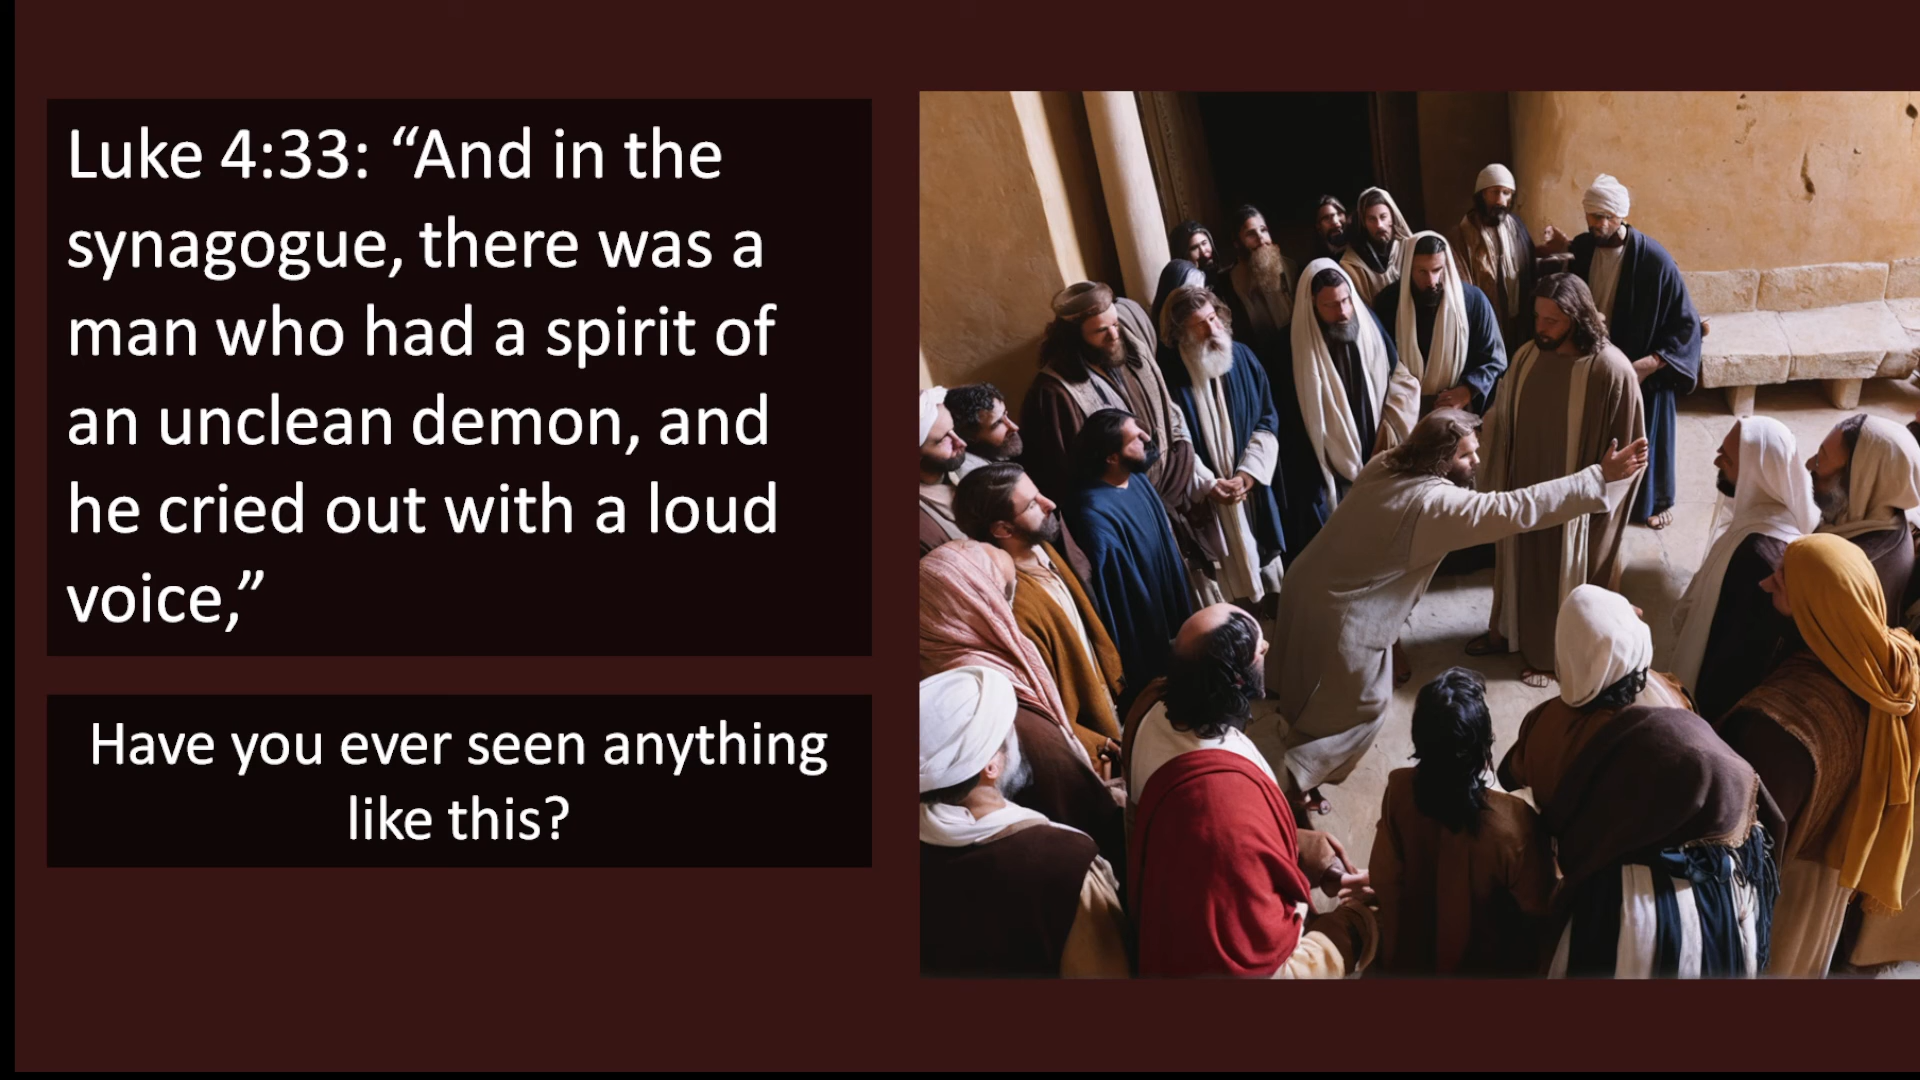 Luke 4:33: “And in the
synagogue, there was a
man who had a spirit of
an unclean demon, and
he cried out with a loud
voice,”
Have you ever seen anything
like this?